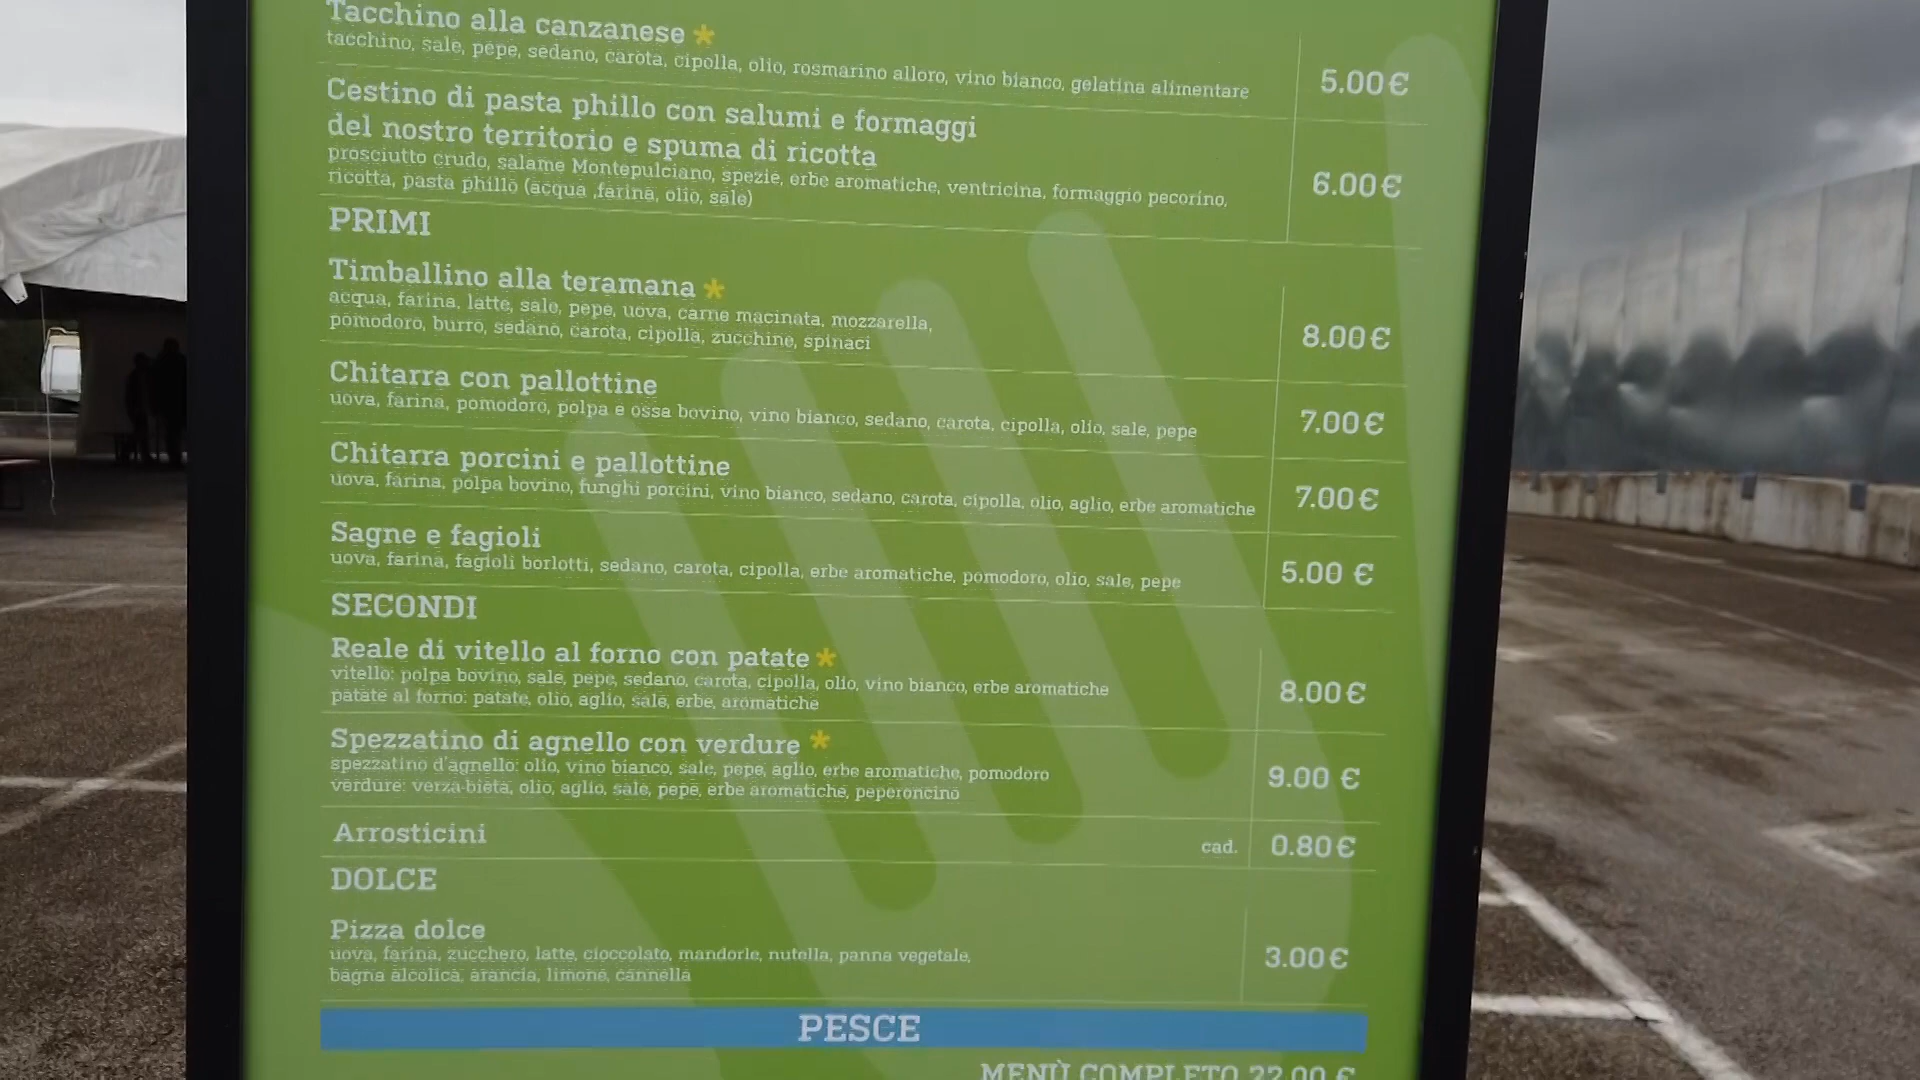 Tacchino alla canzanese *
tacchino, sale, pepe, sedano, carota, cipolla, olio, rosmarino alloro, vino bianco, gelatina alimentare
5.00 €
Cestino di pasta phillo con salumi e formaggi
del nostro territorio e spuma di ricotta
prosciutto crudo, salame Montepulciano, spezie, erbe aromatiche, ventricina, formaggio pecorino,
ricotta, pasta phillo (acqua ,farina, olio, sale)
6.00 €
PRIMI
Timballino alla teramana *
acqua, farina, latte, sale, pepe, uova, carne macinata, mozzarella,
pomodoro, burro, sedano, carota, cipolla, zucchine, spinaci
8.00 €
Chitarra con pallottine
uova, farina, pomodoro, polpa e ossa bovino, vino bianco, sedano, carota, cipolla, olio, sale, pepe
7.00 €
Chitarra porcini e pallottine
uova, farina, polpa bovino, funghi porcini, vino bianco, sedano, carota, cipolla, olio, aglio, erbe aromatiche
7.00 €
Sagne e fagioli
uova, farina, fagioli borlotti, sedano, carota, cipolla, erbe aromatiche, pomodoro, olio, sale, pepe
5.00 €
SECONDI
Reale di vitello al forno con patate *
vitello: polpa bovino, sale, pepe, sedano, carota, cipolla, olio, vino bianco, erbe aromatiche
patate al forno: patate, olio, aglio, sale, erbe, aromatiche
8.00 €
Spezzatino di agnello con verdure *
spezzatino d'agnello: olio, vino bianco, sale, pepe, aglio, erbe aromatiche, pomodoro
verdure: verza-bieta, olio, aglio, sale, pepe, erbe aromatiche, peperoncino
9.00 €
Arrosticini cad. 0.80 €
DOLCE
Pizza dolce
uova, farina, zucchero, latte, cioccolato, mandorle, nutella, panna vegetale,
bagna alcolica, arancia, limone, cannella
3.00 €
PESCE
MENÙ COMPLETO 22.00 €